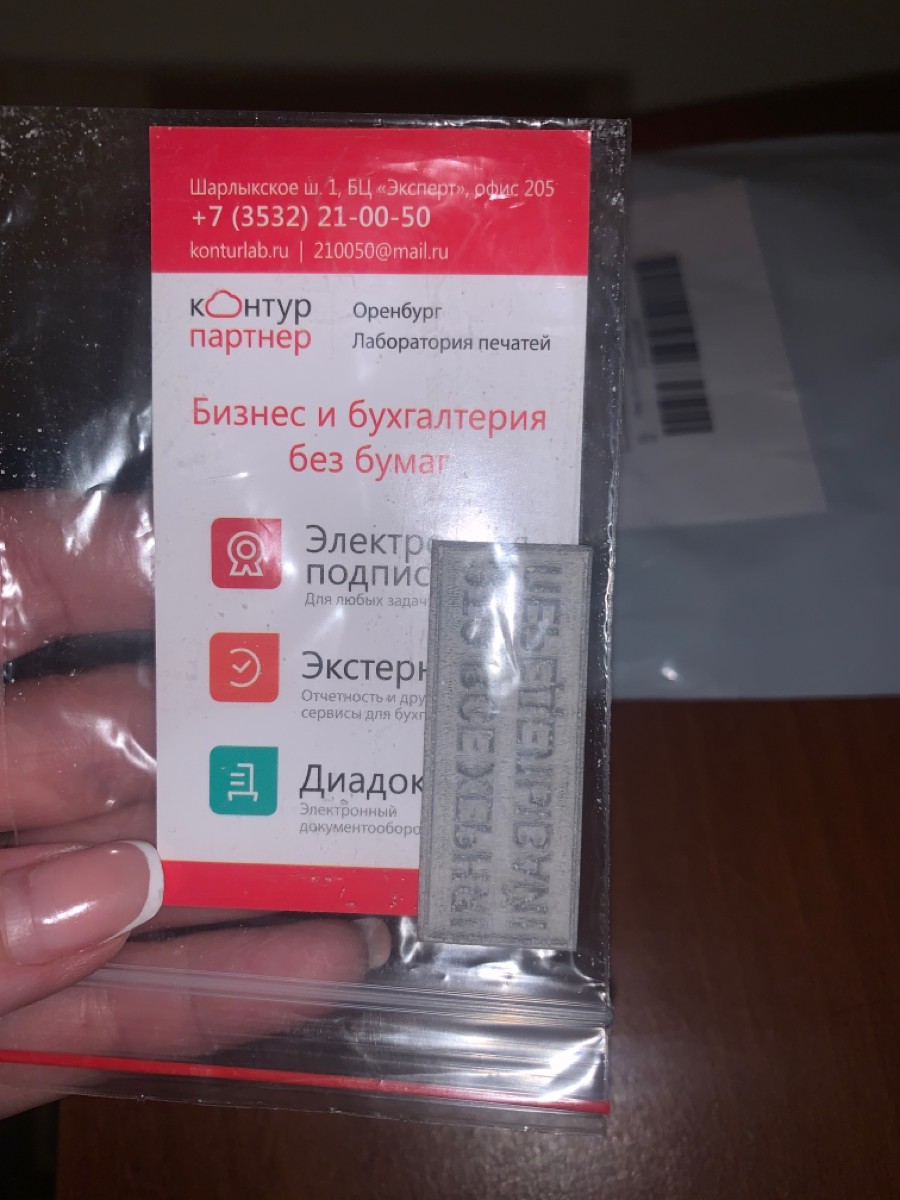 Шарлыкское ш. 1, БЦ «Эксперт», офис 205
+7 (3532) 21-00-50
konturlab.ru | 210050@mail.ru
контур
партнер
Оренбург
Лаборатория печатей
Бизнес и бухгалтерия
без бумаг
Электр
подпис
Для любых задач
Экстерн
Отчетность и дру
сервисы для бухг
Диадок
Электронный
документооборо